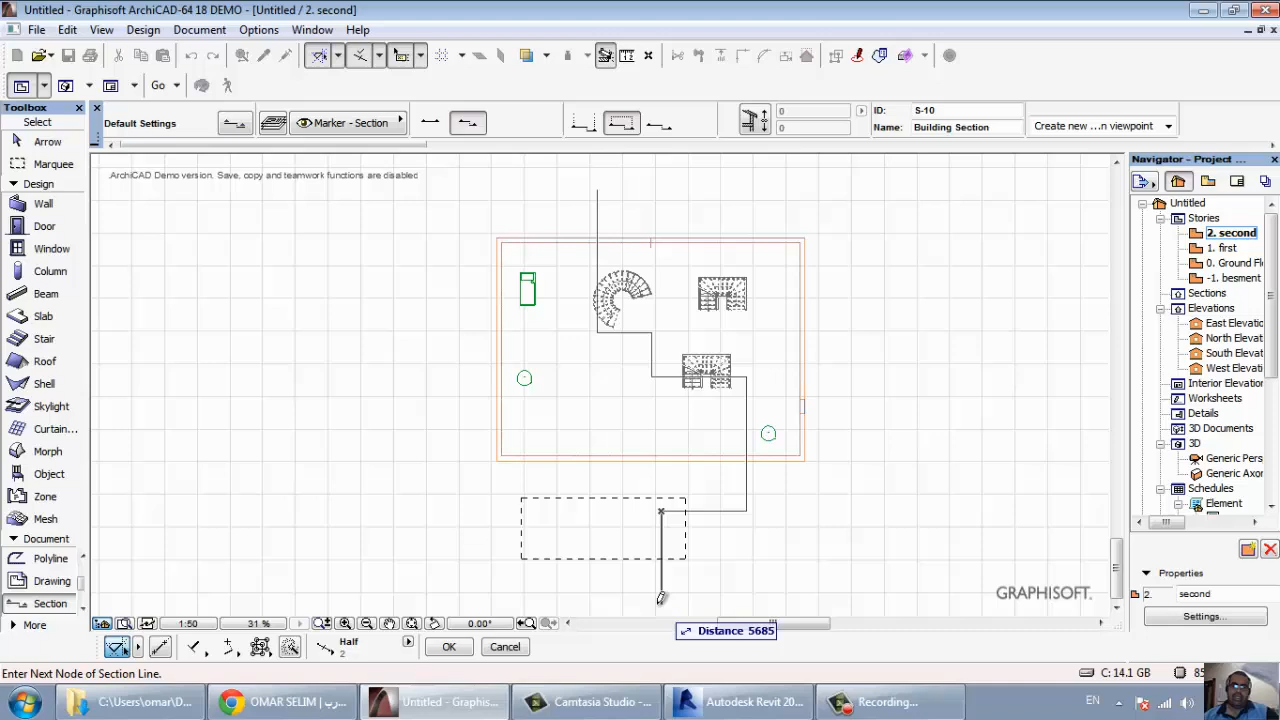 Untitled - Graphisoft ArchiCAD-64 18 DEMO - [Untitled / 2. second]
File Edit View Design Document Options Window Help
Go
Toolbox
Select
Arrow
Marquee
Design
Wall
Door
Window
Column
Beam
Slab
Stair
Roof
Shell
Skylight
Curtain...
Morph
Object
Zone
Mesh
Document
Polyline
Drawing
Section
More
Default Settings
Marker - Section
0
0
ID: S-10
Name: Building Section
Create new ...n viewpoint
ArchiCAD Demo version. Save, copy and teamwork functions are disabled
GRAPHISOFT.
Distance 5685
1:50 31 % 0.00°
Half
2
OK Cancel
Enter Next Node of Section Line.
C: 14.1 GB
Navigator - Project ...
Untitled
Stories
2. second
1. first
0. Ground Fl
-1. besment
Sections
Elevations
East Elevatio
North Elevat
South Elevat
West Elevati
Interior Elevation
Worksheets
Details
3D Documents
3D
Generic Pers
Generic Axor
Schedules
Element
Properties
2. second
Settings...
C:\users\omar\D...
OMAR SELIM | رب...
Untitled - Graphis...
Camtasia Studio -...
Autodesk Revit 20...
Recording...
EN